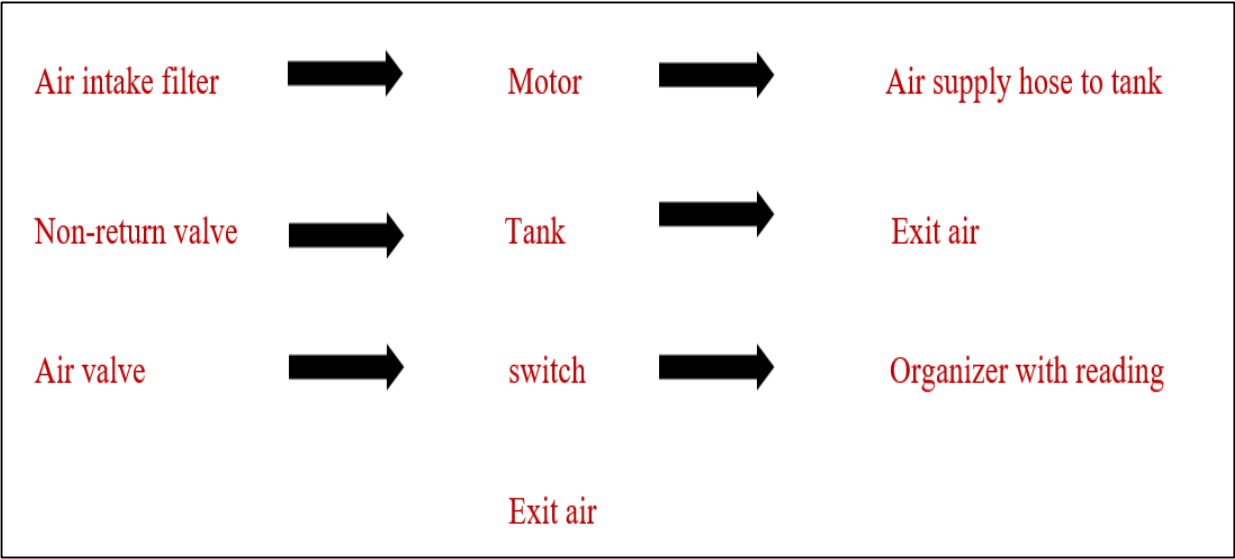 Air intake filter Motor Air supply hose to tank
Non-return valve Tank Exit air
Air valve switch Organizer with reading
Exit air